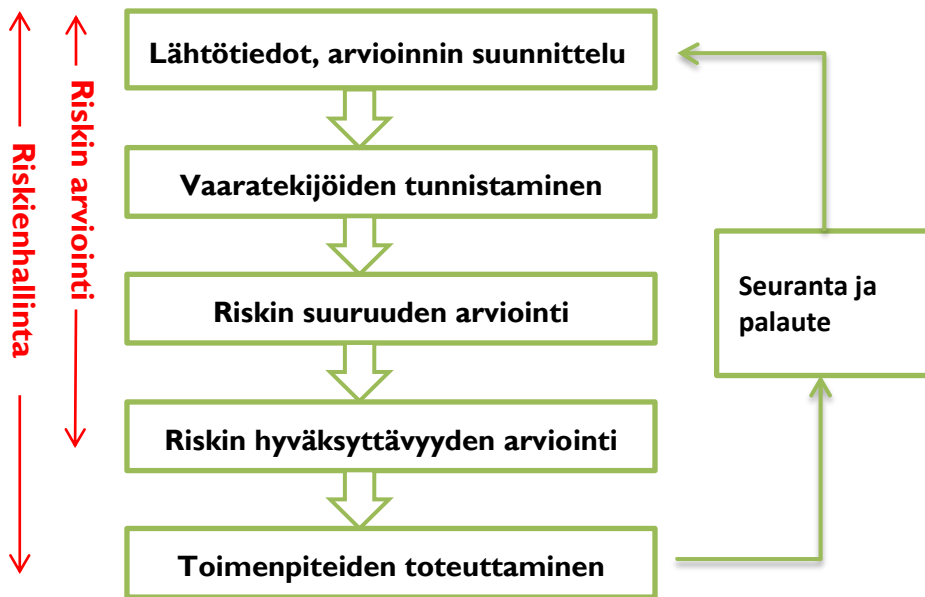 Lähtötiedot, arvioinnin suunnittelu
Vaaratekijöiden tunnistaminen
Riskin suuruuden arviointi
Riskin hyväksyttävyyden arviointi
Toimenpiteiden toteuttaminen
Seuranta ja
palaute
Riskin arviointi
Riskienhallinta